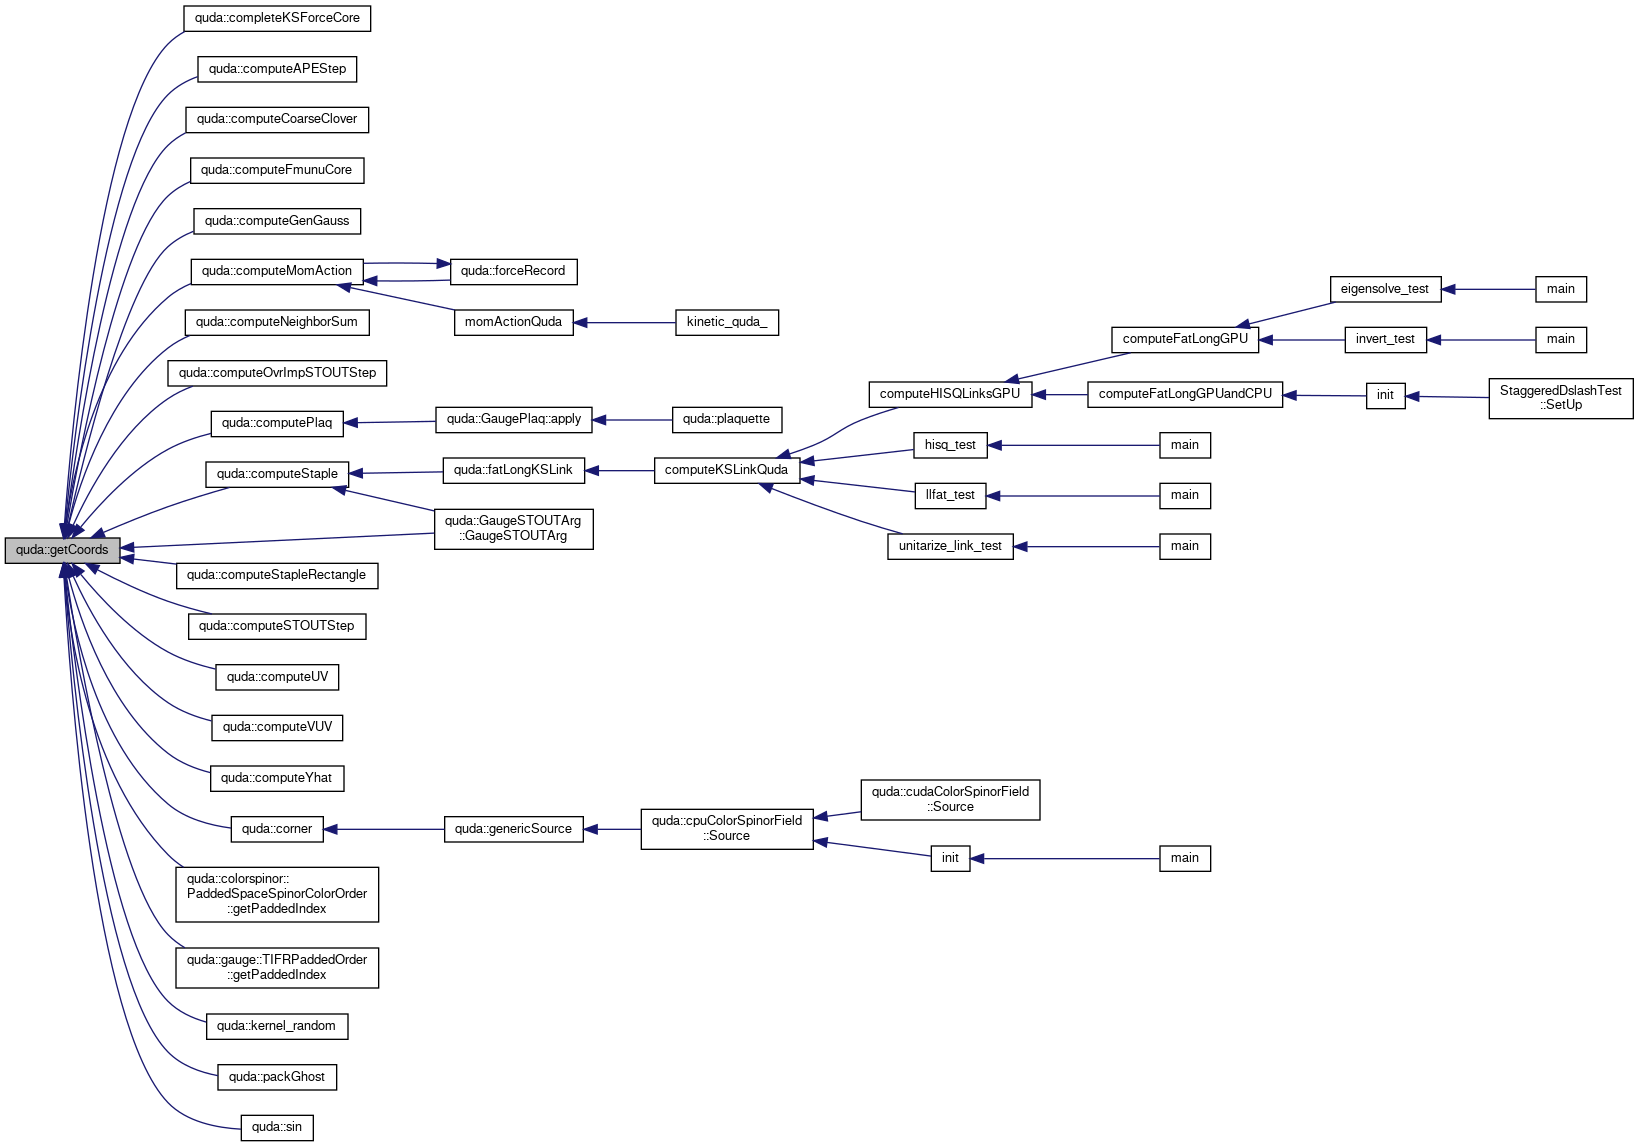 quda::completeKSForceCore
quda::computeAPEStep
quda::computeCoarseClover
quda::computeFmunuCore
quda::computeGenGauss
quda::computeMomAction
quda::forceRecord
momActionQuda
kinetic_quda_
quda::computeNeighborSum
quda::computeOvrImpSTOUTStep
quda::computePlaq
quda::GaugePlaq::apply
quda::plaquette
quda::computeStaple
quda::fatLongKSLink
computeKSLinkQuda
quda::GaugeSTOUTArg
::GaugeSTOUTArg
computeHISQLinksGPU
computeFatLongGPU
eigensolve_test
main
invert_test
main
computeFatLongGPUandCPU
init
StaggeredDslashTest
::SetUp
hisq_test
main
llfat_test
main
unitarize_link_test
main
quda::getCoords
quda::computeStapleRectangle
quda::computeSTOUTStep
quda::computeUV
quda::computeVUV
quda::computeYhat
quda::corner
quda::genericSource
quda::cpuColorSpinorField
::Source
quda::cudaColorSpinorField
::Source
init
main
quda::colorspinor::
PaddedSpaceSpinorColorOrder
::getPaddedIndex
quda::gauge::TIFRPaddedOrder
::getPaddedIndex
quda::kernel_random
quda::packGhost
quda::sin